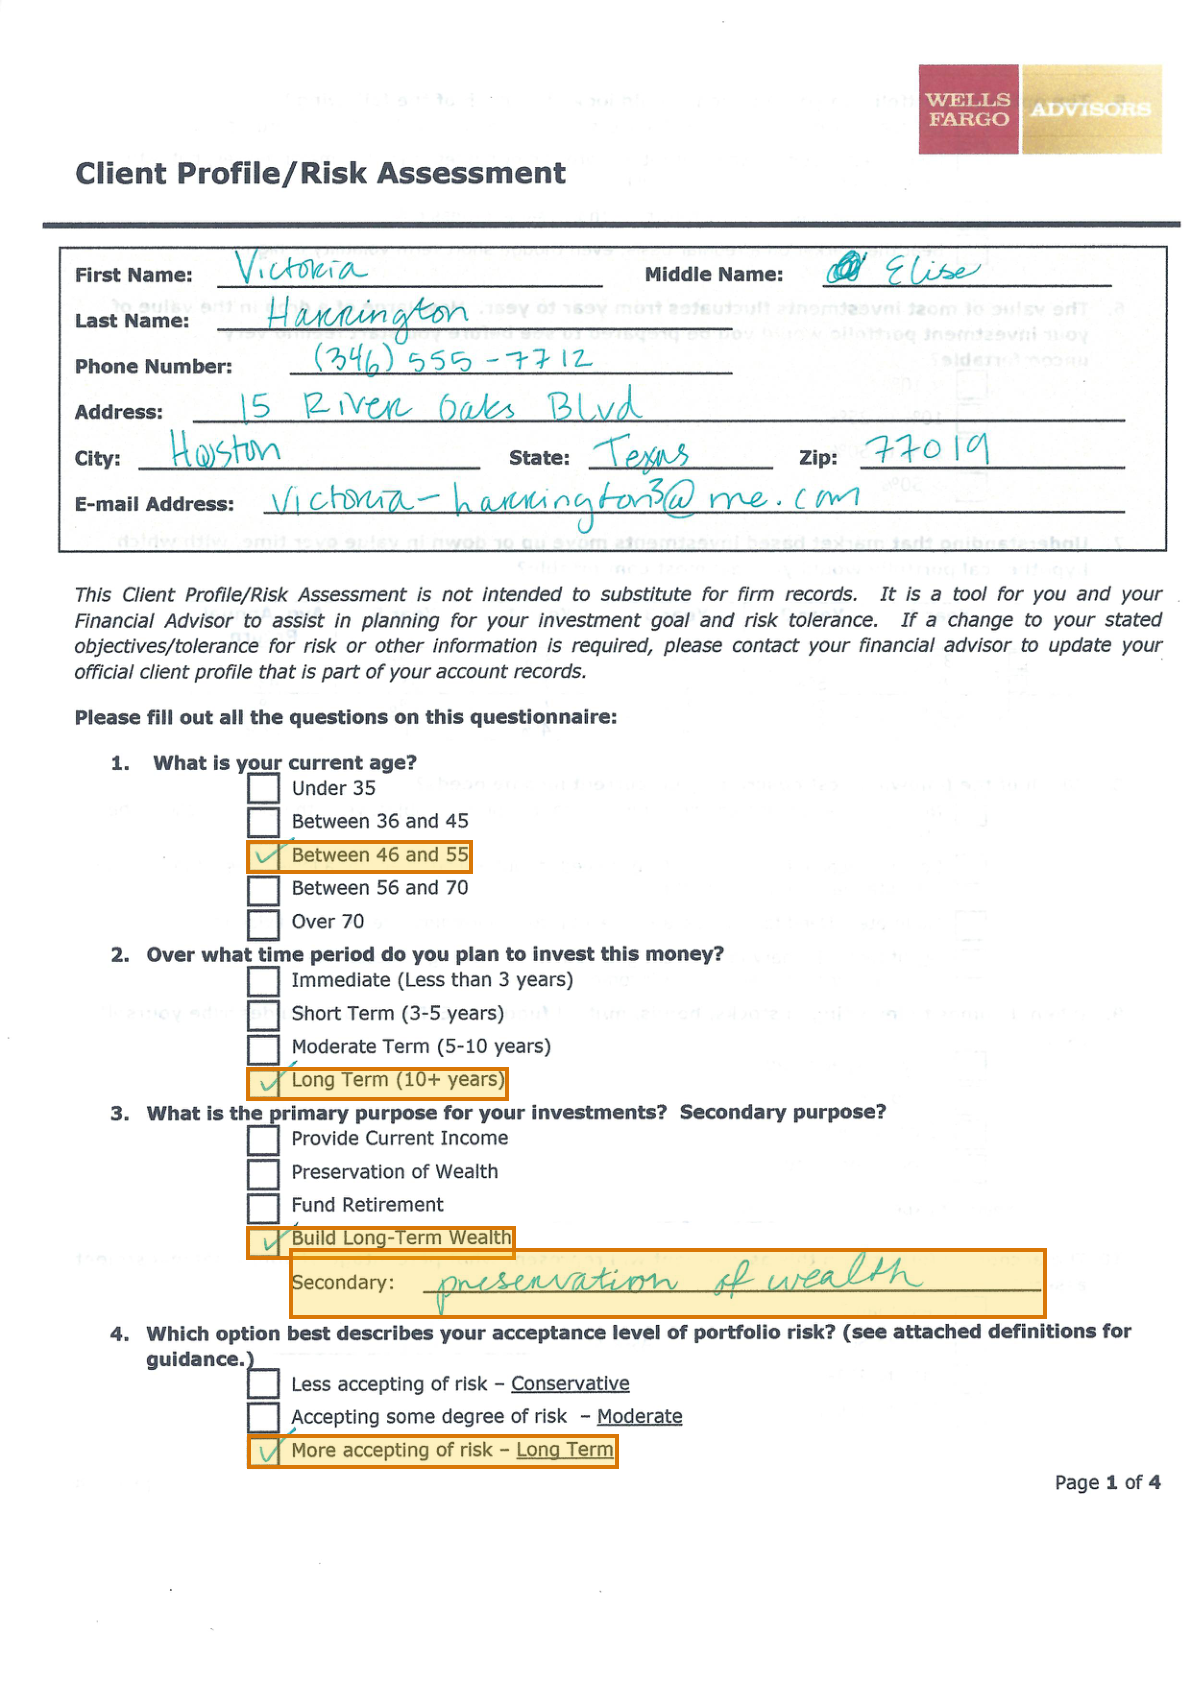 WELLS FARGO ADVISORS
Client Profile/Risk Assessment
First Name: Victoria Middle Name: Elise
Last Name: Harrington
Phone Number: (346) 555-7712
Address: 15 River Oaks Blvd
City: Houston State: Texas Zip: 77019
E-mail Address: victoria-harrington3@me.com
This Client Profile/Risk Assessment is not intended to substitute for firm records. It is a tool for you and your
Financial Advisor to assist in planning for your investment goal and risk tolerance. If a change to your stated
objectives/tolerance for risk or other information is required, please contact your financial advisor to update your
official client profile that is part of your account records.
Please fill out all the questions on this questionnaire:
1. What is your current age?
Under 35
Between 36 and 45
✓ Between 46 and 55
Between 56 and 70
Over 70
2. Over what time period do you plan to invest this money?
Immediate (Less than 3 years)
Short Term (3-5 years)
Moderate Term (5-10 years)
✓ Long Term (10+ years)
3. What is the primary purpose for your investments? Secondary purpose?
Provide Current Income
Preservation of Wealth
Fund Retirement
✓ Build Long-Term Wealth
Secondary: preservation of wealth
4. Which option best describes your acceptance level of portfolio risk? (see attached definitions for
guidance.)
Less accepting of risk – Conservative
Accepting some degree of risk – Moderate
✓ More accepting of risk – Long Term
Page 1 of 4